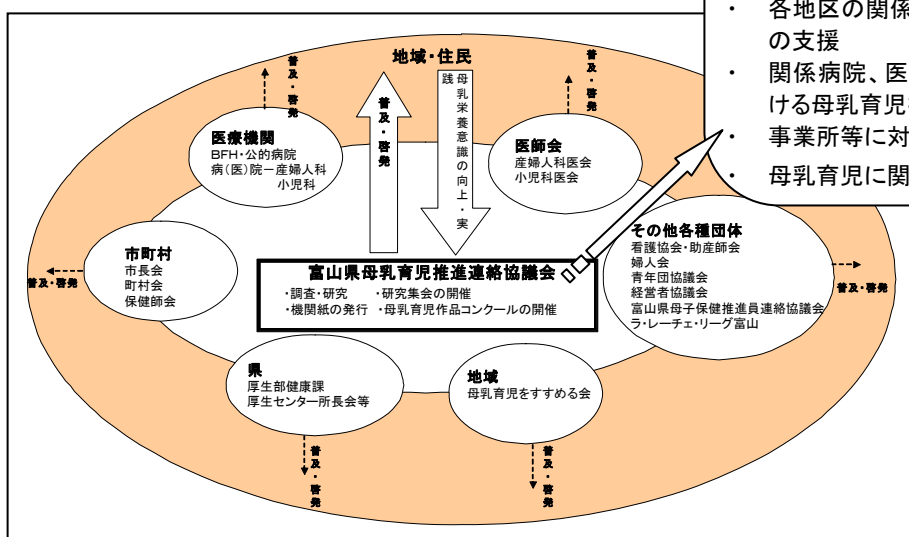 ・ 各地区の関係
の支援
・ 関係病院、医
ける母乳育児
・ 事業所等に対
・ 母乳育児に関
地域・住民
普及・啓発
普及・啓発
母乳栄養意識の向上・実
践
普及・啓発
医療機関
BFH・公的病院
病(医)院ー産婦人科
小児科
医師会
産婦人科医会
小児科医会
市町村
市長会
町村会
保健師会
普及・啓発
その他各種団体
看護協会・助産師会
婦人会
青年団協議会
経営者協議会
富山県母子保健推進員連絡協議会
ラ・レーチェ・リーグ富山
普及・啓発
富山県母乳育児推進連絡協議会
・調査・研究 ・研究集会の開催
・機関紙の発行 ・母乳育児作品コンクールの開催
県
厚生部健康課
厚生センター所長会等
地域
母乳育児をすすめる会
普及・啓発
普及・啓発